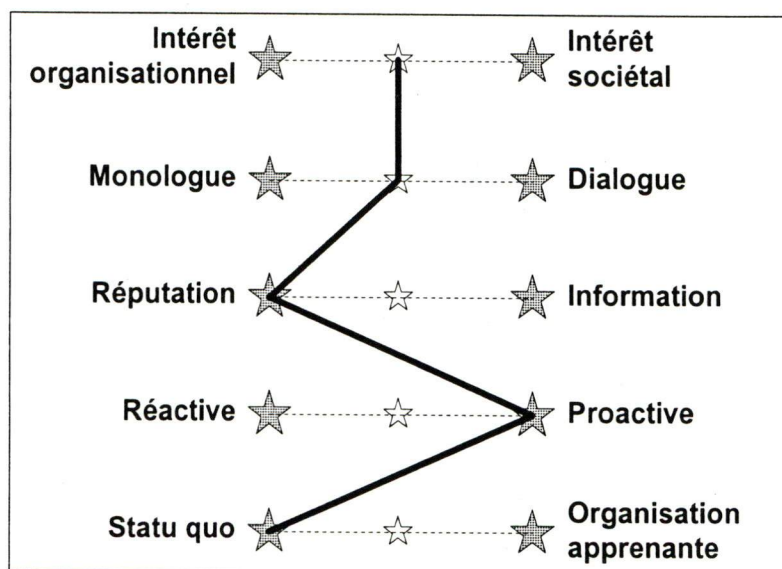 Intérêt
organisationnel
Intérêt
sociétal
Monologue
Dialogue
Réputation
Information
Réactive
Proactive
Statu quo
Organisation
apprenante